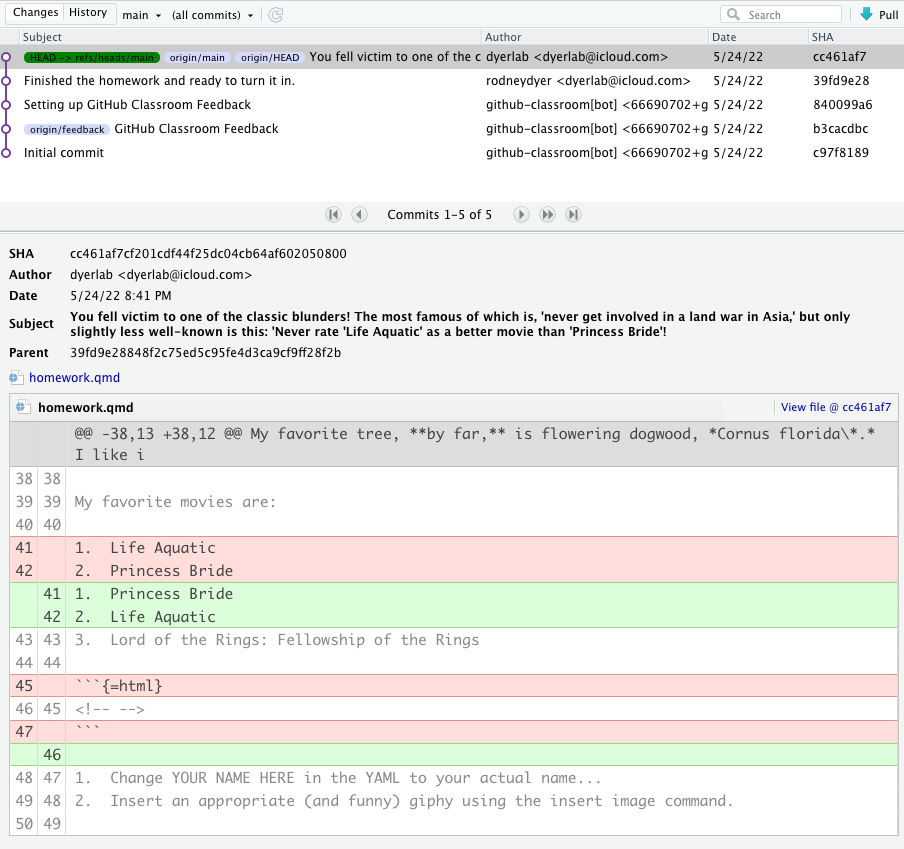 Changes History main (all commits) Search Pull
Subject Author Date SHA
HEAD -> refs/heads/main origin/main origin/HEAD You fell victim to one of the c dyerlab <dyerlab@icloud.com> 5/24/22 cc461af7
Finished the homework and ready to turn it in. rodneydyer <dyerlab@icloud.com> 5/24/22 39fd9e28
Setting up GitHub Classroom Feedback github-classroom[bot] <66690702+g 5/24/22 840099a6
origin/feedback GitHub Classroom Feedback github-classroom[bot] <66690702+g 5/24/22 b3cacdbc
Initial commit github-classroom[bot] <66690702+g 5/24/22 c97f8189
Commits 1-5 of 5
SHA cc461af7cf201cdf44f25dc04cb64af602050800
Author dyerlab <dyerlab@icloud.com>
Date 5/24/22 8:41 PM
Subject You fell victim to one of the classic blunders! The most famous of which is, 'never get involved in a land war in Asia,' but only
slightly less well-known is this: 'Never rate 'Life Aquatic' as a better movie than 'Princess Bride'!
Parent 39fd9e28848f2c75ed5c95fe4d3ca9cf9ff28f2b
homework.qmd
homework.qmd View file @ cc461af7
@@ -38,13 +38,12 @@ My favorite tree, **by far,** is flowering dogwood, *Cornus florida\*.*
I like i
38 38
39 39 My favorite movies are:
40 40
41 1. Life Aquatic
42 2. Princess Bride
41 1. Princess Bride
42 2. Life Aquatic
43 43 3. Lord of the Rings: Fellowship of the Rings
44 44
45 ```{=html}
46 45 <!-- -->
47 ```
46
48 47 1. Change YOUR NAME HERE in the YAML to your actual name...
49 48 2. Insert an appropriate (and funny) giphy using the insert image command.
50 49